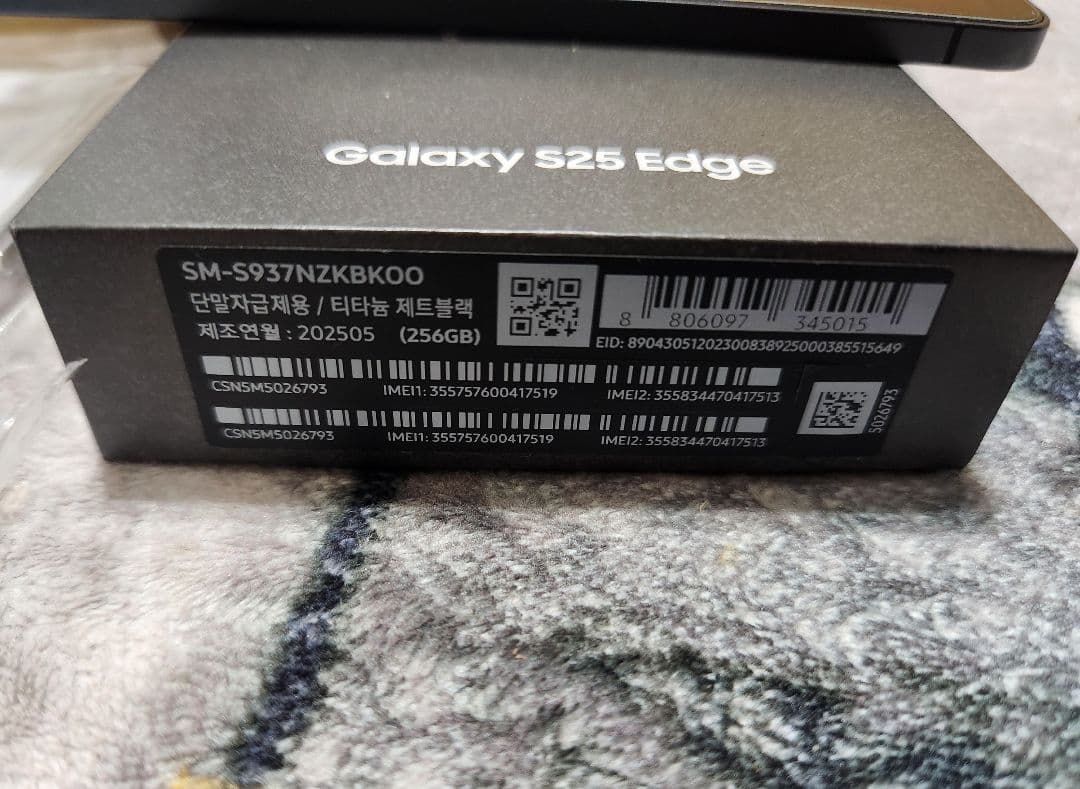 Galaxy S25 Edge
SM-S937NZKBKOO
단말자급제용 / 티타늄 제트블랙
제조연월 : 202505 (256GB)
8 806097 345015
EID: 89043051202300838925000385515649
CSN5M5026793 IMEI1: 355757600417519 IMEI2: 355834470417513
CSN5M5026793 IMEI1: 355757600417519 IMEI2: 355834470417513
5026793